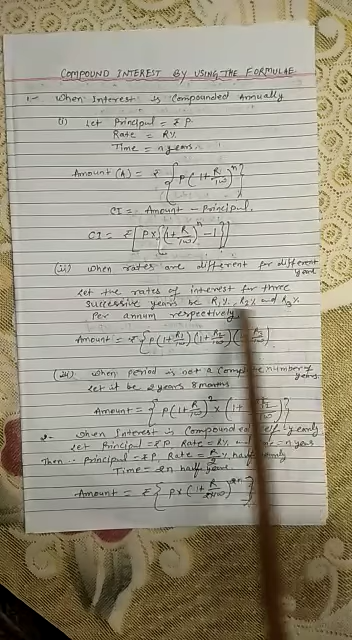 COMPOUND INTEREST BY USING THE FORMULAE
1- When Interest is Compounded Annually
(i) Let Principal = ₹ P
Rate = R%
Time = n years
Amount (A) = ₹ { P (1 + R/100)^n }
CI = Amount - Principal.
CI = ₹ [ P x { (1 + R/100)^n - 1 } ]
(ii) When rates are different for different year
Let the rates of interest for three
successive years be R1%, R2% and R3%
Per annum respectively.
Amount = ₹ { P (1 + R1/100) (1 + R2/100) (1 + R3/100) }
(iii) When period is not a complete number of years.
Let it be 2 years 8 months
Amount = { P (1 + R/100)^2 x (1 +
2- When Interest is Compounded yearly
Let Principal = ₹ P Rate = R% n years
Then Principal = ₹ P, Rate = R/2 % half yearly
Time = 2n half years
Amount = ₹ { P x (1 + R/200)^2n }